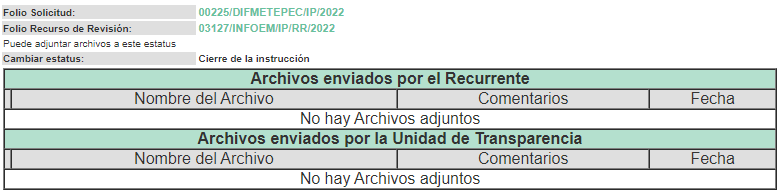 Folio Solicitud: 00225/DIFMETEPEC/IP/2022
Folio Recurso de Revisión: 03127/INFOEM/IP/RR/2022
Puede adjuntar archivos a este estatus
Cambiar estatus: Cierre de la instrucción
Archivos enviados por el Recurrente
Nombre del Archivo Comentarios Fecha
No hay Archivos adjuntos
Archivos enviados por la Unidad de Transparencia
Nombre del Archivo Comentarios Fecha
No hay Archivos adjuntos